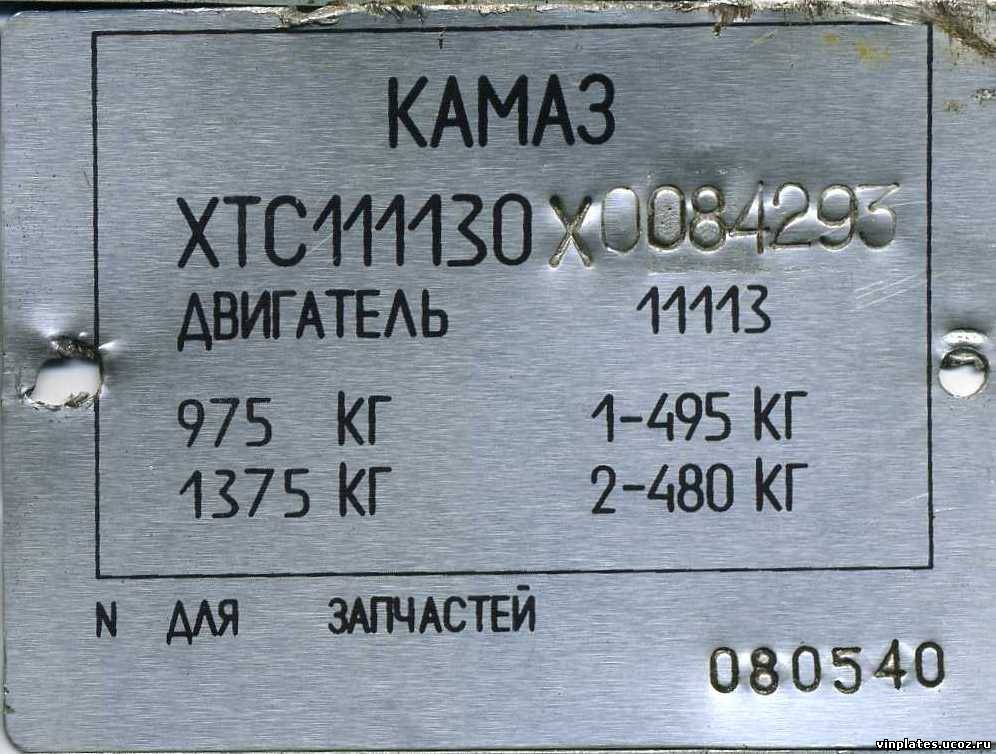 КАМАЗ
ХТС111130Х0084293
ДВИГАТЕЛЬ 11113
975 КГ 1-495 КГ
1375 КГ 2-480 КГ
N ДЛЯ ЗАПЧАСТЕЙ
080540
vinplates.ucoz.ru